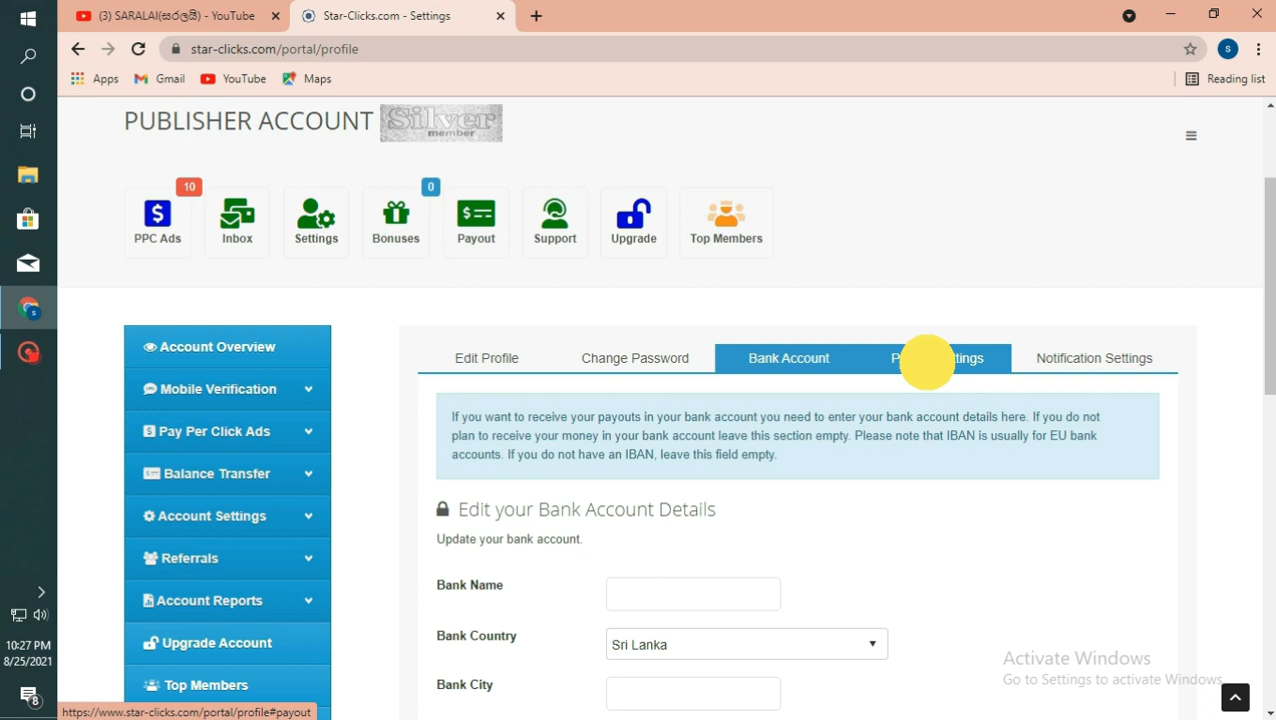 (3) SARALAI(සරල‍යි) - YouTube
Star-Clicks.com - Settings
star-clicks.com/portal/profile
Apps
Gmail
YouTube
Maps
Reading list
PUBLISHER ACCOUNT Silver member
10
0
PPC Ads
Inbox
Settings
Bonuses
Payout
Support
Upgrade
Top Members
Account Overview
Mobile Verification
Pay Per Click Ads
Balance Transfer
Account Settings
Referrals
Account Reports
Upgrade Account
Top Members
Edit Profile
Change Password
Bank Account
Notification Settings
If you want to receive your payouts in your bank account you need to enter your bank account details here. If you do not
plan to receive your money in your bank account leave this section empty. Please note that IBAN is usually for EU bank
accounts. If you do not have an IBAN, leave this field empty.
Edit your Bank Account Details
Update your bank account.
Bank Name
Bank Country
Sri Lanka
Bank City
Activate Windows
Go to Settings to activate Windows.
10:27 PM
8/25/2021
8
https://www.star-clicks.com/portal/profile#payout